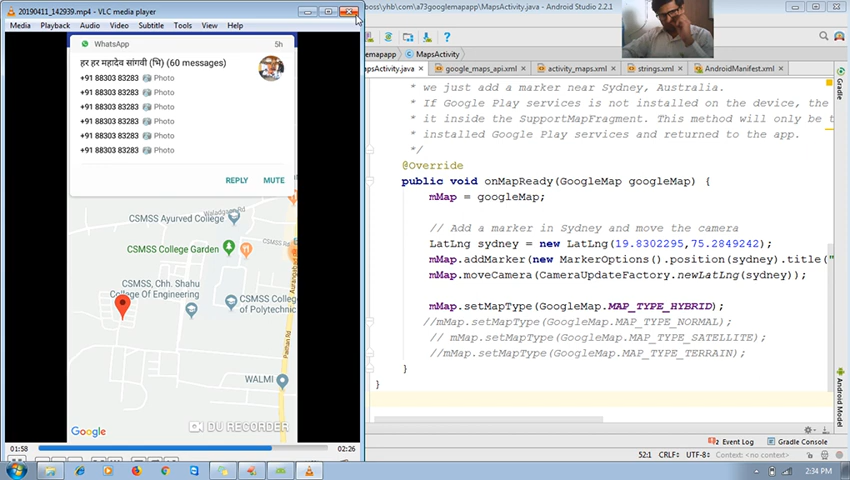 20190411_142939.mp4 - VLC media player
Media Playback Audio Video Subtitle Tools View Help
WhatsApp 5h
हर हर महादेव सांगवी (भि) (60 messages)
+91 88303 83283 Photo
+91 88303 83283 Photo
+91 88303 83283 Photo
+91 88303 83283 Photo
+91 88303 83283 Photo
+91 88303 83283 Photo
REPLY MUTE
CSMSS Ayurved College
CSMSS College Garden
Aurangabad
CSMSS, Chh. Shahu
College Of Engineering
CSMSS Colleg
of Polytechnic
Paithan Rd
WALMI
Google
DU RECORDER
01:58 02:26
oglemapapp\MapsActivity.java - Android Studio 2.2.1
MapsActivity
google_maps_api.xml
activity_maps.xml
strings.xml
AndroidManifest.xml
* we just add a marker near Sydney, Australia.
* If Google Play services is not installed on the device, the
* it inside the SupportMapFragment. This method will only be t
* installed Google Play services and returned to the app.
*/
@Override
public void onMapReady(GoogleMap googleMap) {
mMap = googleMap;
// Add a marker in Sydney and move the camera
LatLng sydney = new LatLng(19.8302295,75.2849242);
mMap.addMarker(new MarkerOptions().position(sydney).title("
mMap.moveCamera(CameraUpdateFactory.newLatLng(sydney));
mMap.setMapType(GoogleMap.MAP_TYPE_HYBRID);
//mMap.setMapType(GoogleMap.MAP_TYPE_NORMAL);
// mMap.setMapType(GoogleMap.MAP_TYPE_SATELLITE);
//mMap.setMapType(GoogleMap.MAP_TYPE_TERRAIN);
}
}
Gradle
Android Model
Event Log Gradle Console
52:1 CRLF÷ UTF-8÷ Context: <no context>
2:34 PM